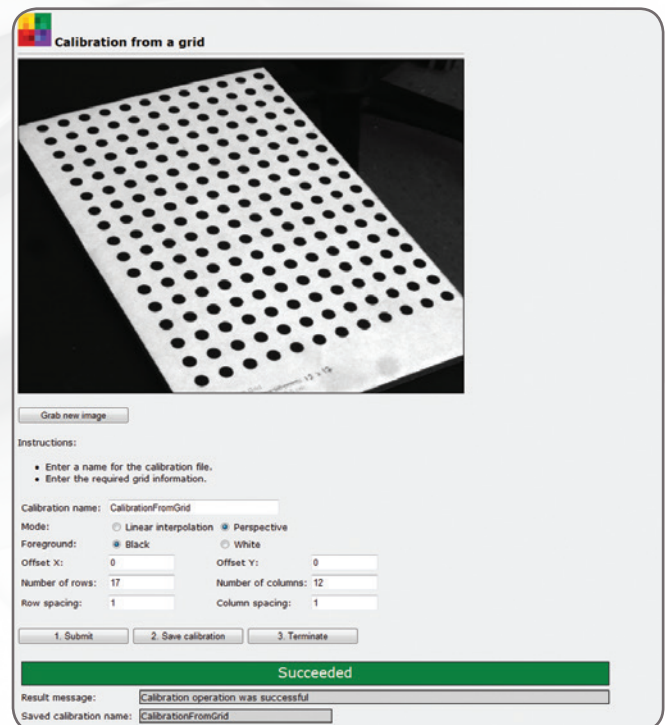 Calibration from a grid
Grab new image
Instructions:
• Enter a name for the calibration file.
• Enter the required grid information.
Calibration name: CalibrationFromGrid
Mode: Linear interpolation Perspective
Foreground: Black White
Offset X: 0 Offset Y: 0
Number of rows: 17 Number of columns: 12
Row spacing: 1 Column spacing: 1
1. Submit 2. Save calibration 3. Terminate
Succeeded
Result message: Calibration operation was successful
Saved calibration name: CalibrationFromGrid